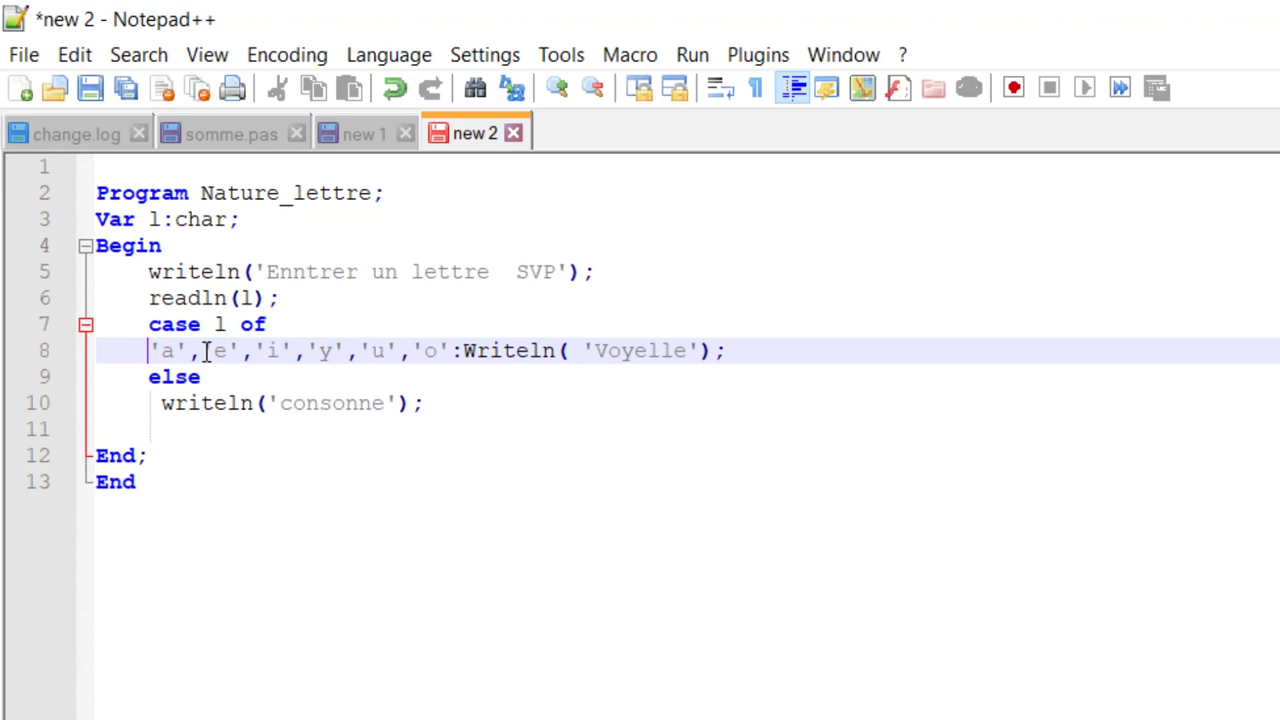 *new 2 - Notepad++
File Edit Search View Encoding Language Settings Tools Macro Run Plugins Window ?
change.log somme.pas new 1 new 2
1
2 Program Nature_lettre;
3 Var l:char;
4 Begin
5 writeln('Enntrer un lettre  SVP');
6 readln(l);
7 case l of
8 'a','e','i','y','u','o':Writeln( 'Voyelle');
9 else
10 writeln('consonne');
11
12 End;
13 End